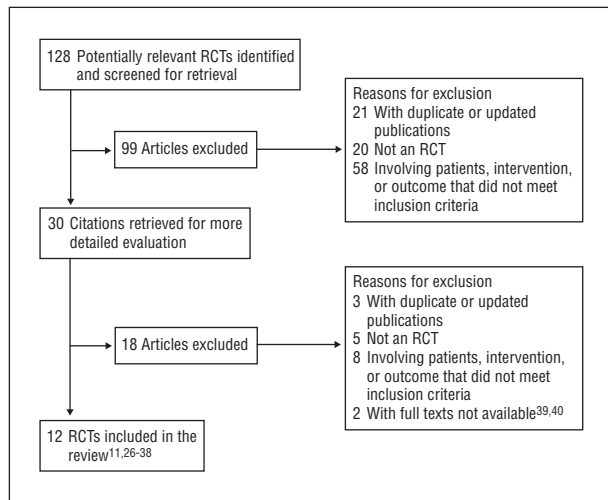 128 Potentially relevant RCTs identified
and screened for retrieval
99 Articles excluded
Reasons for exclusion
21 With duplicate or updated
publications
20 Not an RCT
58 Involving patients, intervention,
or outcome that did not meet
inclusion criteria
30 Citations retrieved for more
detailed evaluation
18 Articles excluded
Reasons for exclusion
3 With duplicate or updated
publications
5 Not an RCT
8 Involving patients, intervention,
or outcome that did not meet
inclusion criteria
2 With full texts not available39,40
12 RCTs included in the
review11,26-38